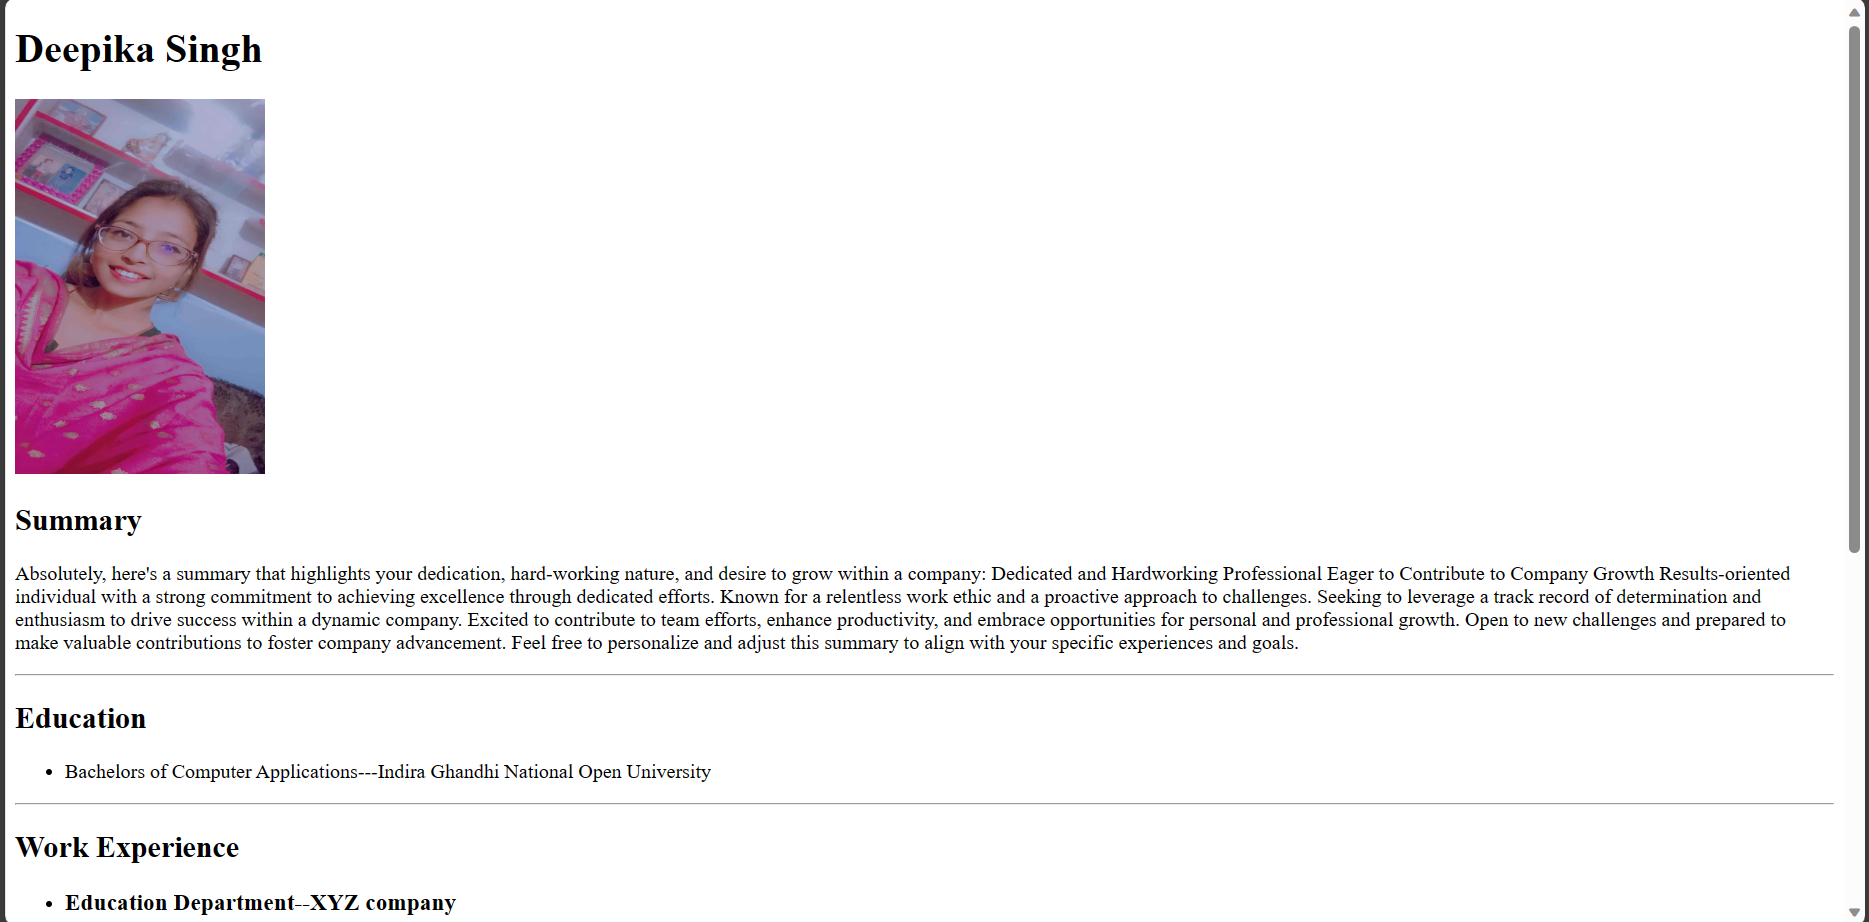 Deepika Singh
Summary
Absolutely, here's a summary that highlights your dedication, hard-working nature, and desire to grow within a company: Dedicated and Hardworking Professional Eager to Contribute to Company Growth Results-oriented
individual with a strong commitment to achieving excellence through dedicated efforts. Known for a relentless work ethic and a proactive approach to challenges. Seeking to leverage a track record of determination and
enthusiasm to drive success within a dynamic company. Excited to contribute to team efforts, enhance productivity, and embrace opportunities for personal and professional growth. Open to new challenges and prepared to
make valuable contributions to foster company advancement. Feel free to personalize and adjust this summary to align with your specific experiences and goals.
Education
• Bachelors of Computer Applications---Indira Ghandhi National Open University
Work Experience
• Education Department--XYZ company